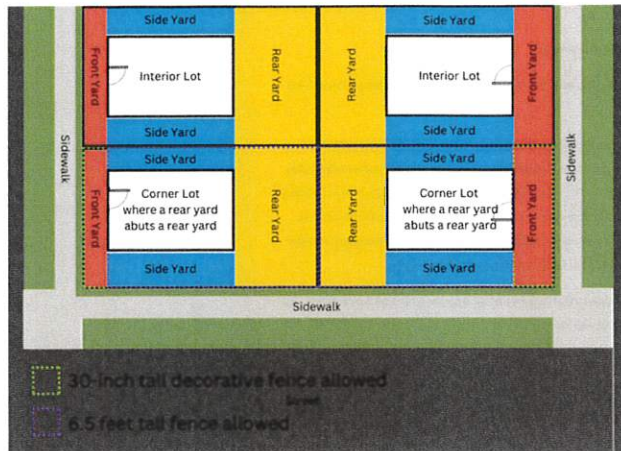 Side Yard
Side Yard
Front Yard
Interior Lot
Rear Yard
Rear Yard
Interior Lot
Front Yard
Side Yard
Side Yard
Sidewalk
Sidewalk
Side Yard
Side Yard
Front Yard
Corner Lot
where a rear yard
abuts a rear yard
Rear Yard
Rear Yard
Corner Lot
where a rear yard
abuts a rear yard
Front Yard
Side Yard
Side Yard
Sidewalk
30-inch tall decorative fence allowed
Street
6.5 feet tall fence allowed